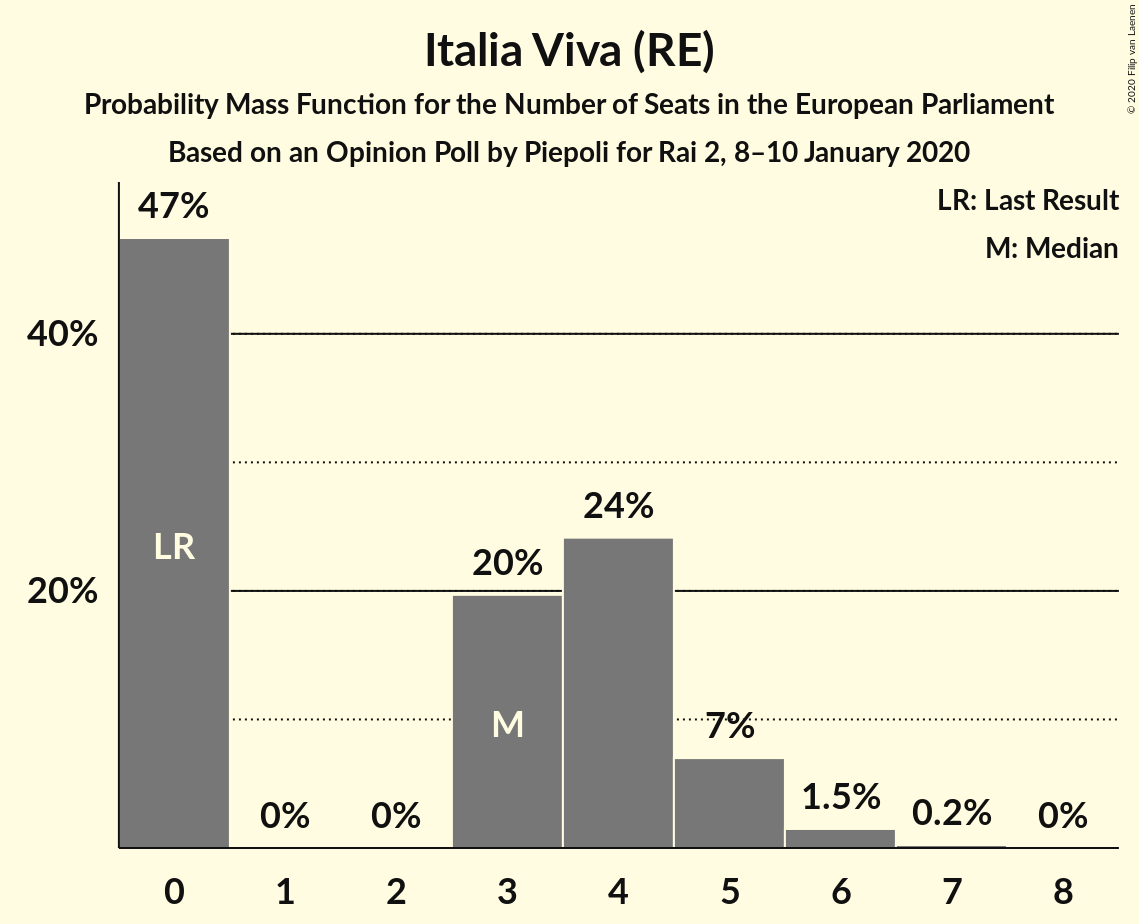 Italia Viva (RE)
Probability Mass Function for the Number of Seats in the European Parliament
Based on an Opinion Poll by Piepoli for Rai 2, 8–10 January 2020
© 2020 Filip van Laenen
LR: Last Result
M: Median
47%
40%
24%
LR
20%
20%
M
7%
1.5%
0%
0%
0.2%
0%
0 1 2 3 4 5 6 7 8